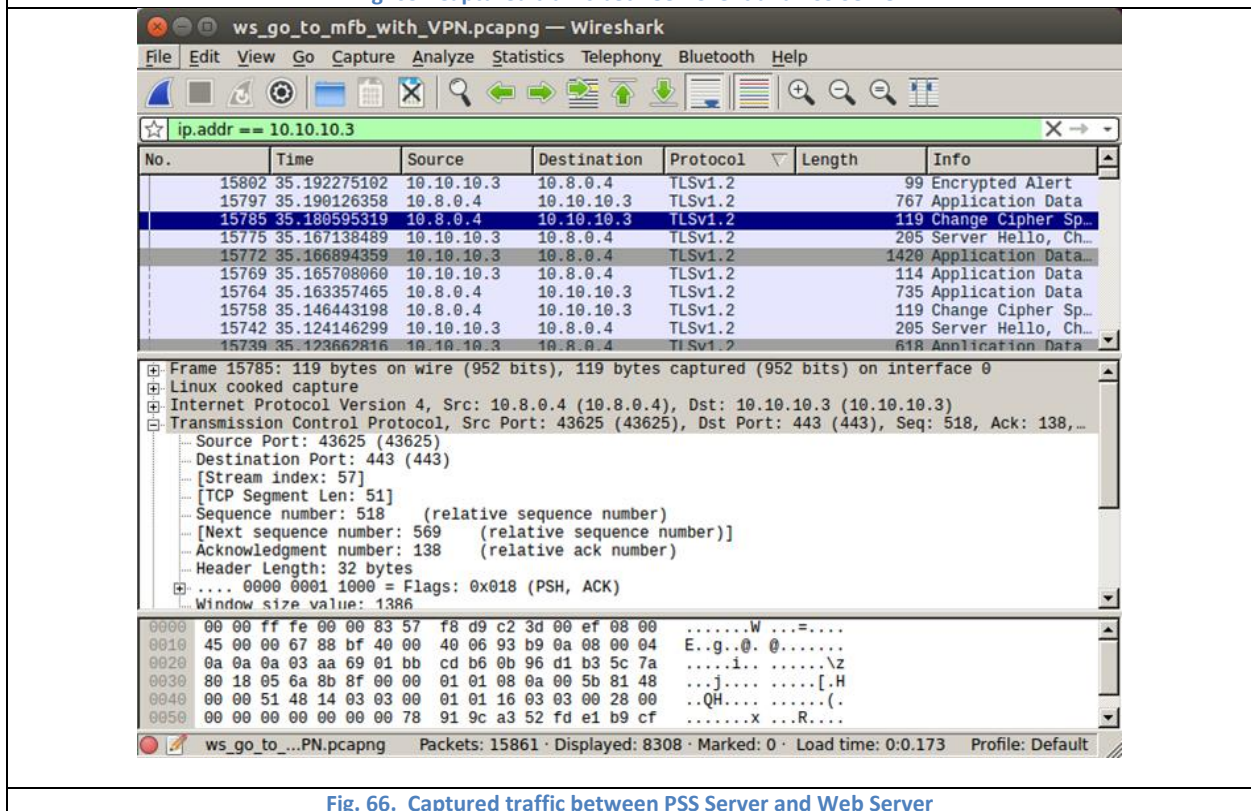 ws_go_to_mfb_with_VPN.pcapng — Wireshark
File Edit View Go Capture Analyze Statistics Telephony Bluetooth Help
ip.addr == 10.10.10.3
No. Time Source Destination Protocol Length Info
15802 35.192275102 10.10.10.3 10.8.0.4 TLSv1.2 99 Encrypted Alert
15797 35.190126358 10.8.0.4 10.10.10.3 TLSv1.2 767 Application Data
15785 35.180595319 10.8.0.4 10.10.10.3 TLSv1.2 119 Change Cipher Sp…
15775 35.167138489 10.10.10.3 10.8.0.4 TLSv1.2 205 Server Hello, Ch…
15772 35.166894359 10.10.10.3 10.8.0.4 TLSv1.2 1420 Application Data…
15769 35.165708060 10.10.10.3 10.8.0.4 TLSv1.2 114 Application Data
15764 35.163357465 10.8.0.4 10.10.10.3 TLSv1.2 735 Application Data
15758 35.146443198 10.8.0.4 10.10.10.3 TLSv1.2 119 Change Cipher Sp…
15742 35.124146299 10.10.10.3 10.8.0.4 TLSv1.2 205 Server Hello, Ch…
15739 35.123662816 10.10.10.3 10.8.0.4 TLSv1.2 618 Application Data
Frame 15785: 119 bytes on wire (952 bits), 119 bytes captured (952 bits) on interface 0
Linux cooked capture
Internet Protocol Version 4, Src: 10.8.0.4 (10.8.0.4), Dst: 10.10.10.3 (10.10.10.3)
Transmission Control Protocol, Src Port: 43625 (43625), Dst Port: 443 (443), Seq: 518, Ack: 138,…
Source Port: 43625 (43625)
Destination Port: 443 (443)
[Stream index: 57]
[TCP Segment Len: 51]
Sequence number: 518 (relative sequence number)
[Next sequence number: 569 (relative sequence number)]
Acknowledgment number: 138 (relative ack number)
Header Length: 32 bytes
.... 0000 0001 1000 = Flags: 0x018 (PSH, ACK)
Window size value: 1386
0000 00 00 ff fe 00 00 83 57 f8 d9 c2 3d 00 ef 08 00 .......W ...=....
0010 45 00 00 67 88 bf 40 00 40 06 93 b9 0a 08 00 04 E..g..@. @.......
0020 0a 0a 0a 03 aa 69 01 bb cd b6 0b 96 d1 b3 5c 7a .....i.. ......\z
0030 80 18 05 6a 8b 8f 00 00 01 01 08 0a 00 5b 81 48 ...j.... .....[.H
0040 00 00 51 48 14 03 03 00 01 01 16 03 03 00 28 00 ..QH.... ......(.
0050 00 00 00 00 00 00 00 78 91 9c a3 52 fd e1 b9 cf .......x ...R....
ws_go_to_...PN.pcapng Packets: 15861 · Displayed: 8308 · Marked: 0 · Load time: 0:0.173 Profile: Default
Fig. 66. Captured traffic between PSS Server and Web Server